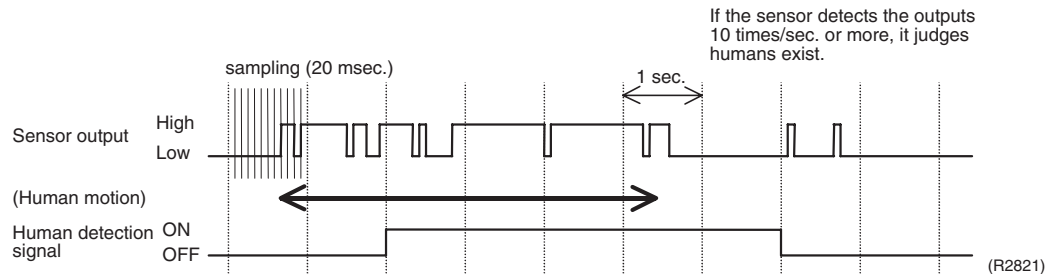 If the sensor detects the outputs
10 times/sec. or more, it judges
humans exist.
sampling (20 msec.)
1 sec.
Sensor output
High
Low
(Human motion)
Human detection
signal
ON
OFF
(R2821)